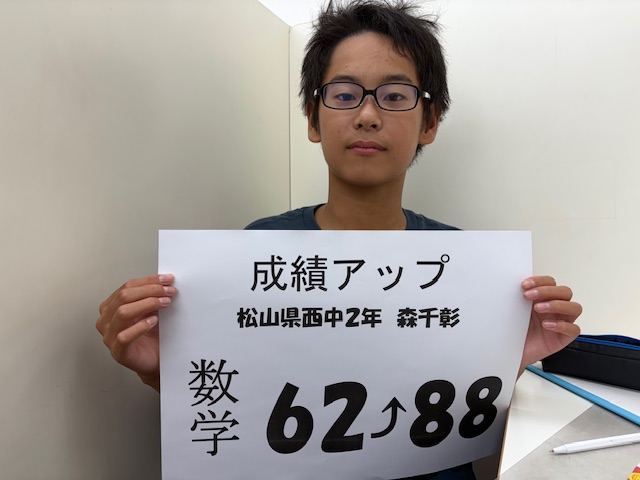 成績アップ
松山県西中2年 森千彰
数学 62⤴88